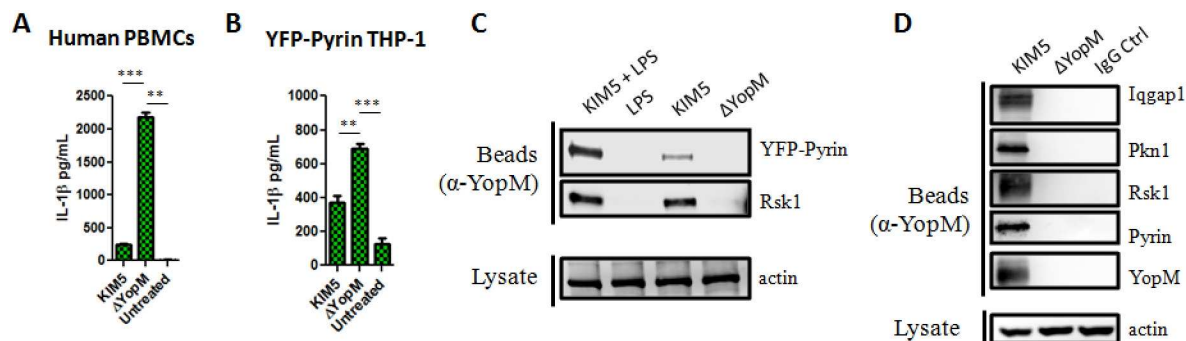 A
Human PBMCs
IL-1β pg/mL
2500
2000
1500
1000
500
0
***
**
KIM5
ΔYopM
Untreated
B
YFP-Pyrin THP-1
IL-1β pg/mL
1000
800
600
400
200
0
**
***
KIM5
ΔYopM
Untreated
C
KIM5 + LPS
LPS
KIM5
ΔYopM
Beads
(α-YopM)
YFP-Pyrin
Rsk1
Lysate
actin
D
KIM5
ΔYopM
IgG Ctrl
Beads
(α-YopM)
Iqgap1
Pkn1
Rsk1
Pyrin
YopM
Lysate
actin